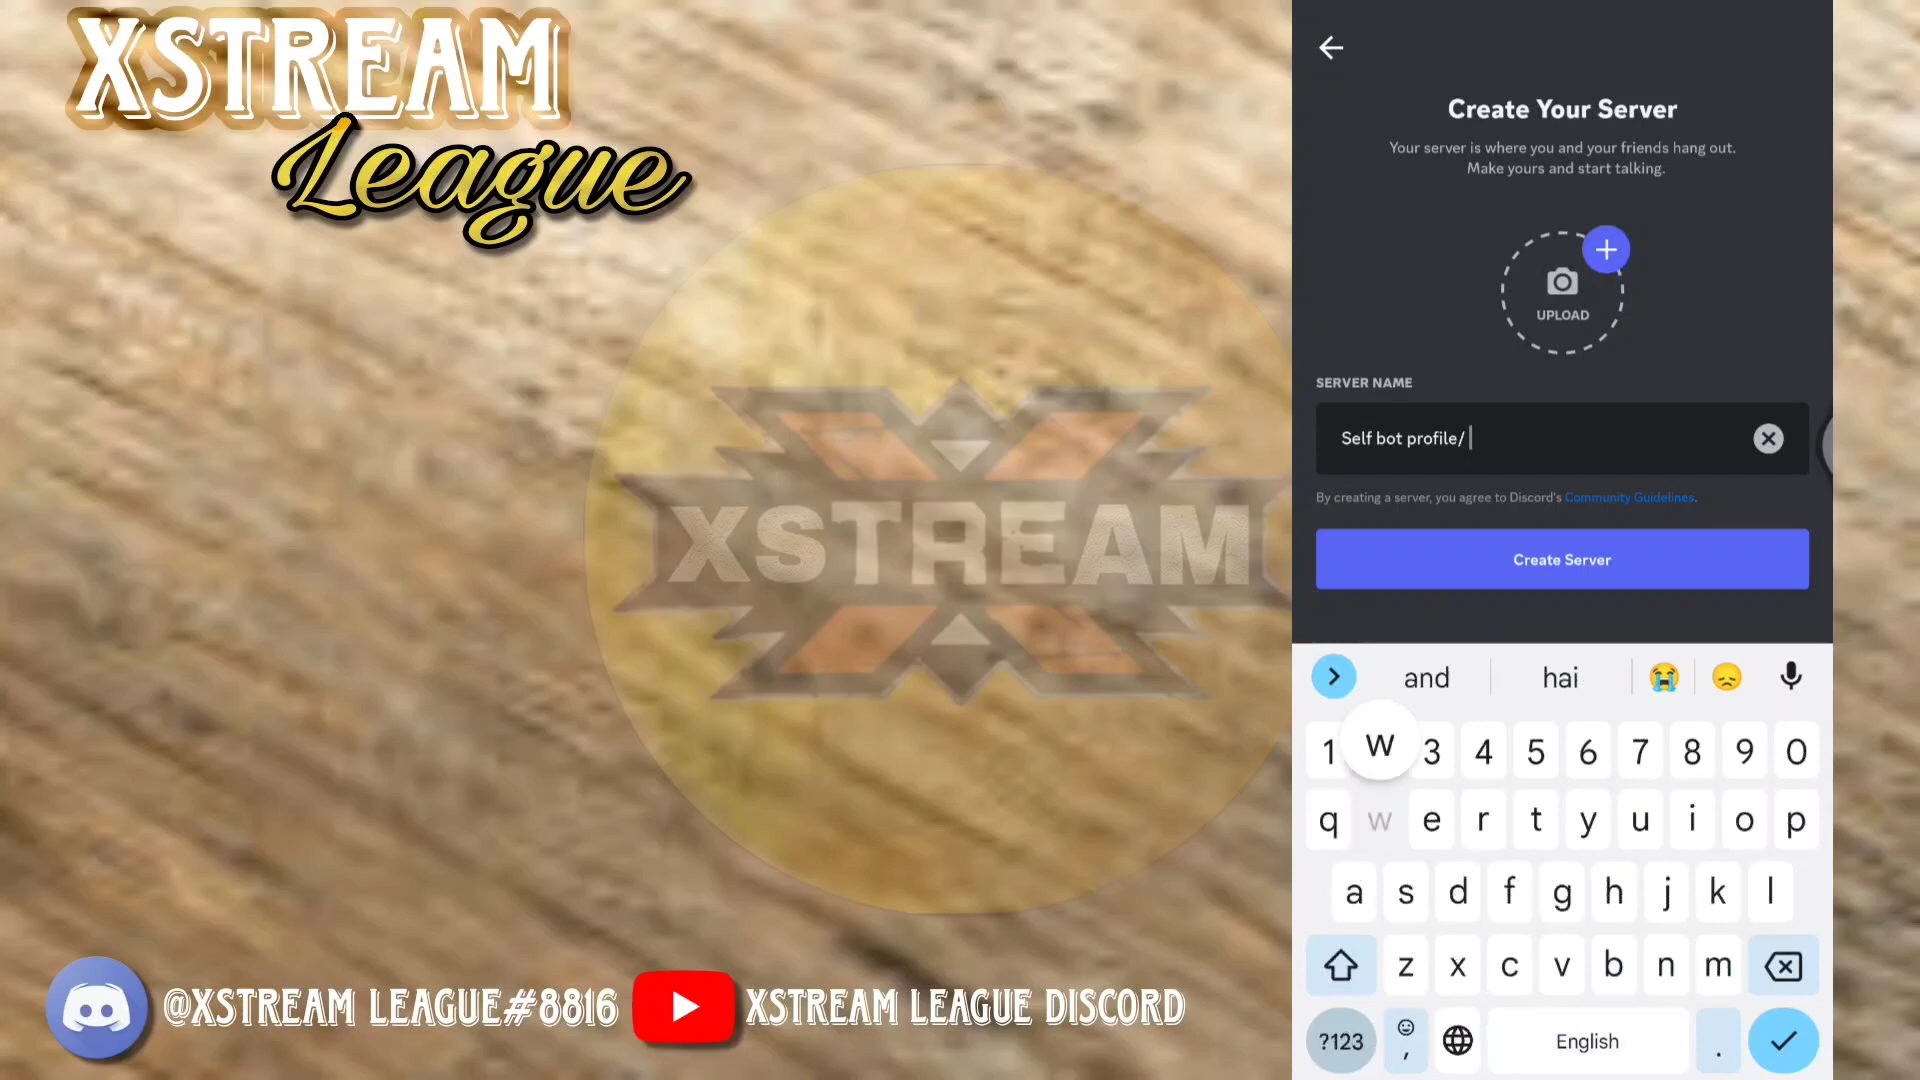 XSTREAM
League
XSTREAM
@XSTREAM LEAGUE#8816
XSTREAM LEAGUE DISCORD
Create Your Server
Your server is where you and your friends hang out.
Make yours and start talking.
UPLOAD
SERVER NAME
Self bot profile/
By creating a server, you agree to Discord's Community Guidelines.
Create Server
and hai
1 w 3 4 5 6 7 8 9 0
q w e r t y u i o p
a s d f g h j k l
z x c v b n m
?123 , English .